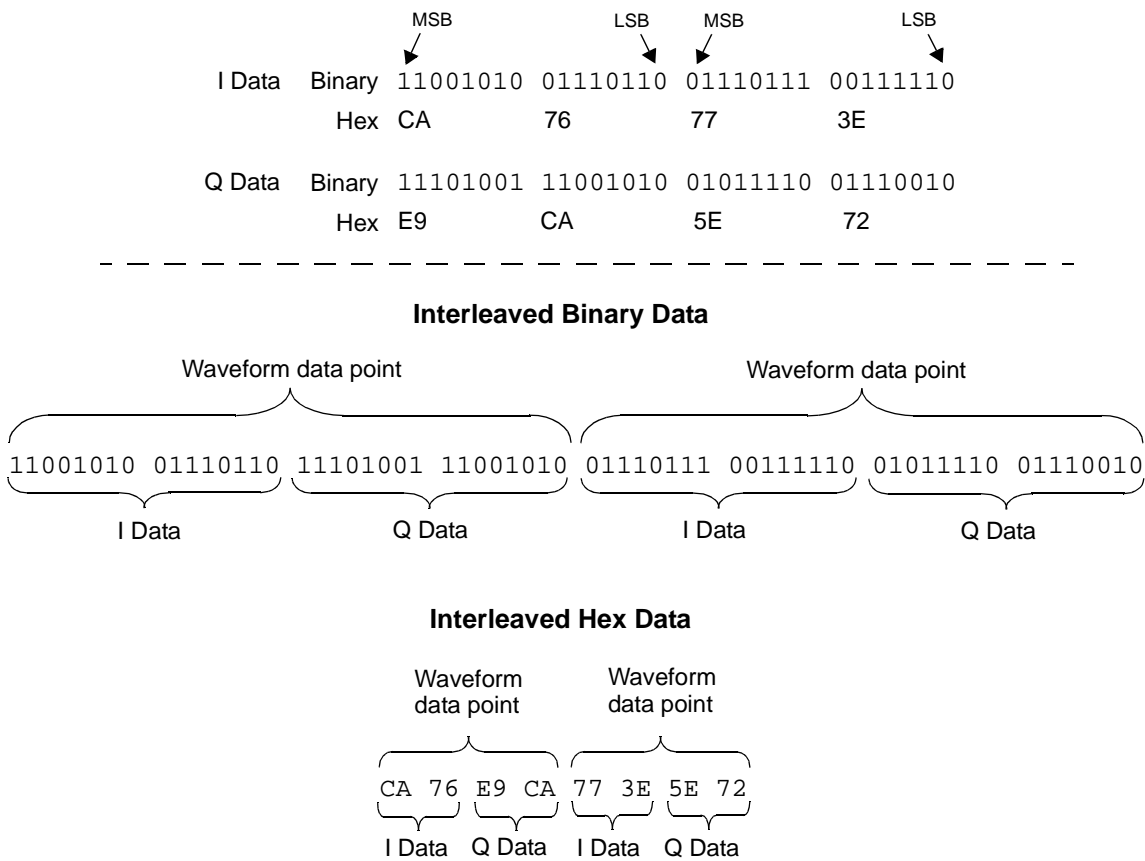 MSB LSB MSB LSB
I Data Binary 11001010 01110110 01110111 00111110
Hex CA 76 77 3E
Q Data Binary 11101001 11001010 01011110 01110010
Hex E9 CA 5E 72
Interleaved Binary Data
Waveform data point Waveform data point
11001010 01110110 11101001 11001010 01110111 00111110 01011110 01110010
I Data Q Data I Data Q Data
Interleaved Hex Data
Waveform Waveform
data point data point
CA 76 E9 CA 77 3E 5E 72
I Data Q Data I Data Q Data